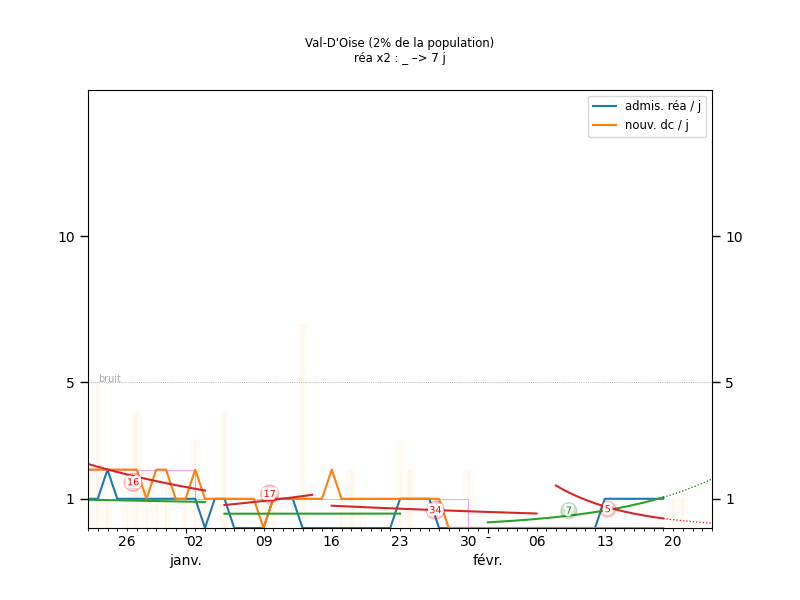 Val-D'Oise (2% de la population)
réa x2 : _ –> 7 j
admis. réa / j
nouv. dc / j
10
10
bruit
5
5
16
17
34
7
5
1
1
26
02
09
16
23
30
06
13
20
janv.
févr.